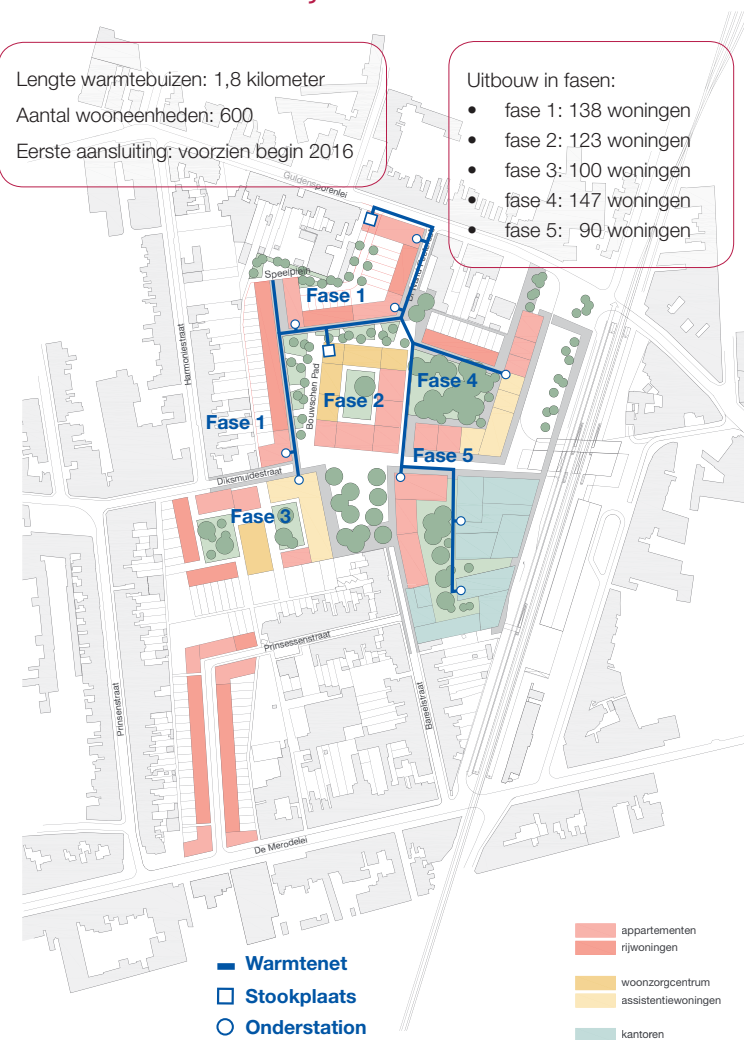 Lengte warmtebuizen: 1,8 kilometer
Aantal wooneenheden: 600
Eerste aansluiting: voorzien begin 2016
Uitbouw in fasen:
• fase 1: 138 woningen
• fase 2: 123 woningen
• fase 3: 100 woningen
• fase 4: 147 woningen
• fase 5: 90 woningen
Guldensporenlei
Speelplein
Fase 1
Harmoniestraat
Bouwschen Pad
Fase 4
Fase 2
Fase 1
Fase 5
Diksmuidestraat
Fase 3
Prinsessenstraat
Prinsenstraat
De Merodelei
appartementen
rijwoningen
Warmtenet
woonzorgcentrum
Stookplaats
assistentiewoningen
Onderstation
kantoren